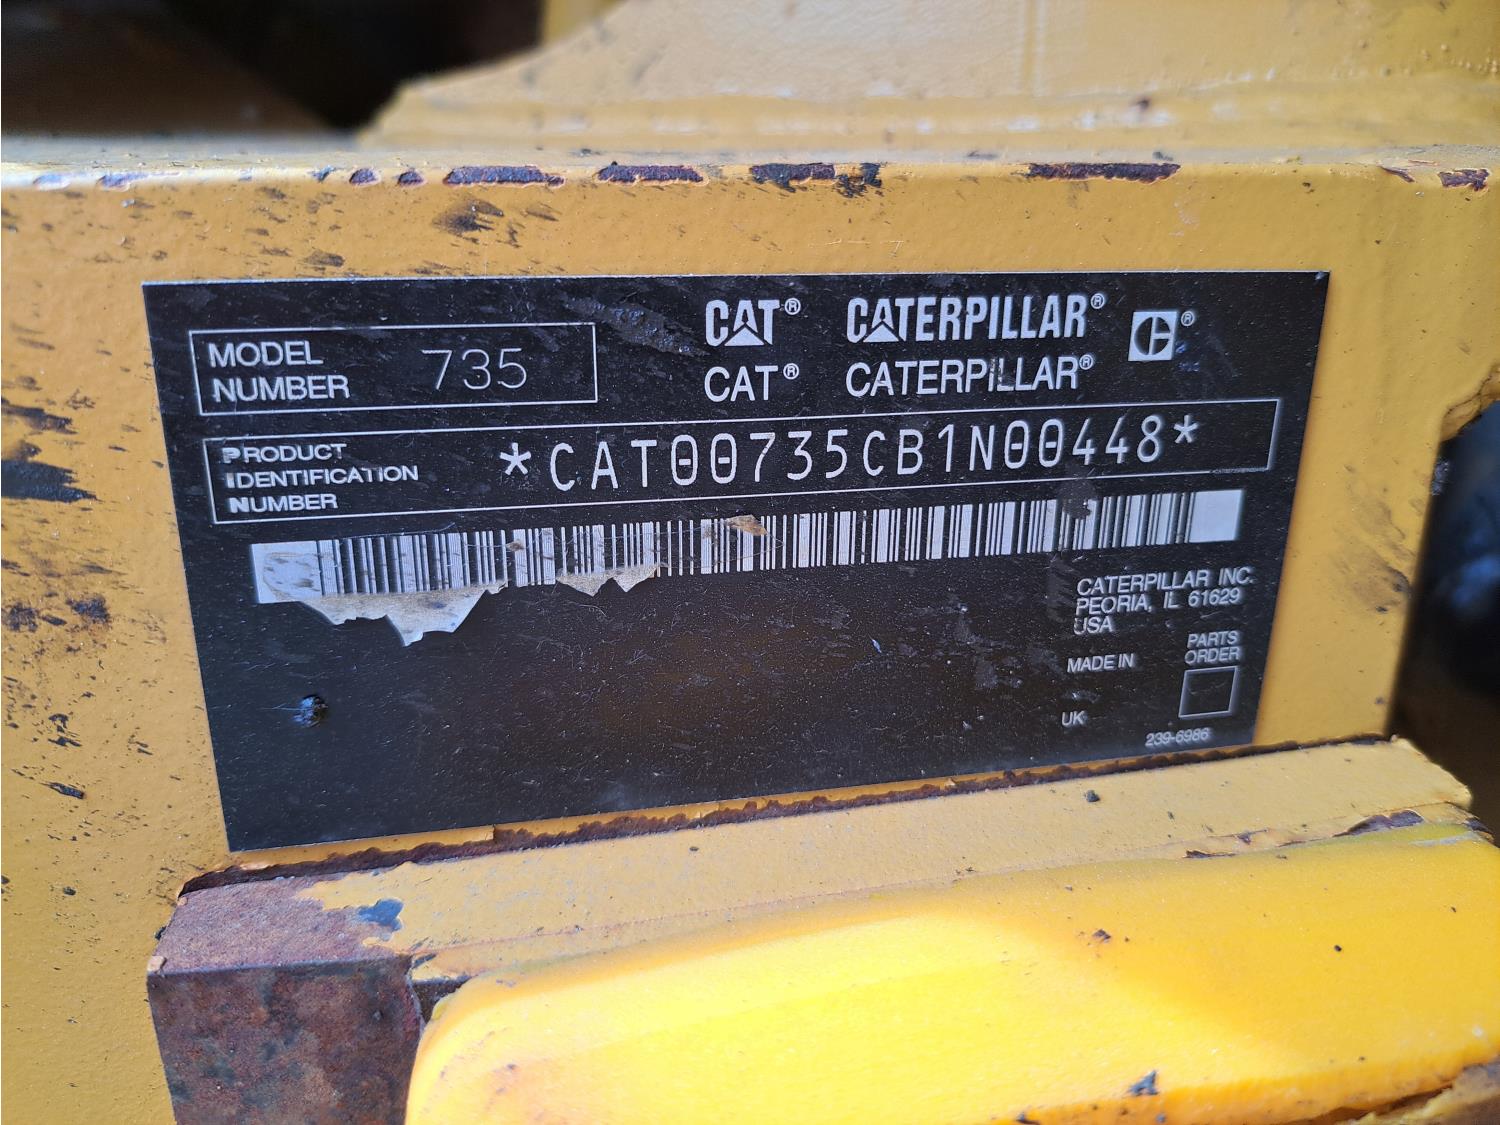 MODEL NUMBER 735
CAT® CATERPILLAR® ®
CAT® CATERPILLAR®
PRODUCT IDENTIFICATION NUMBER *CAT00735CB1N00448*
CATERPILLAR INC.
PEORIA, IL 61629
USA
MADE IN
UK
PARTS
ORDER
239-6986